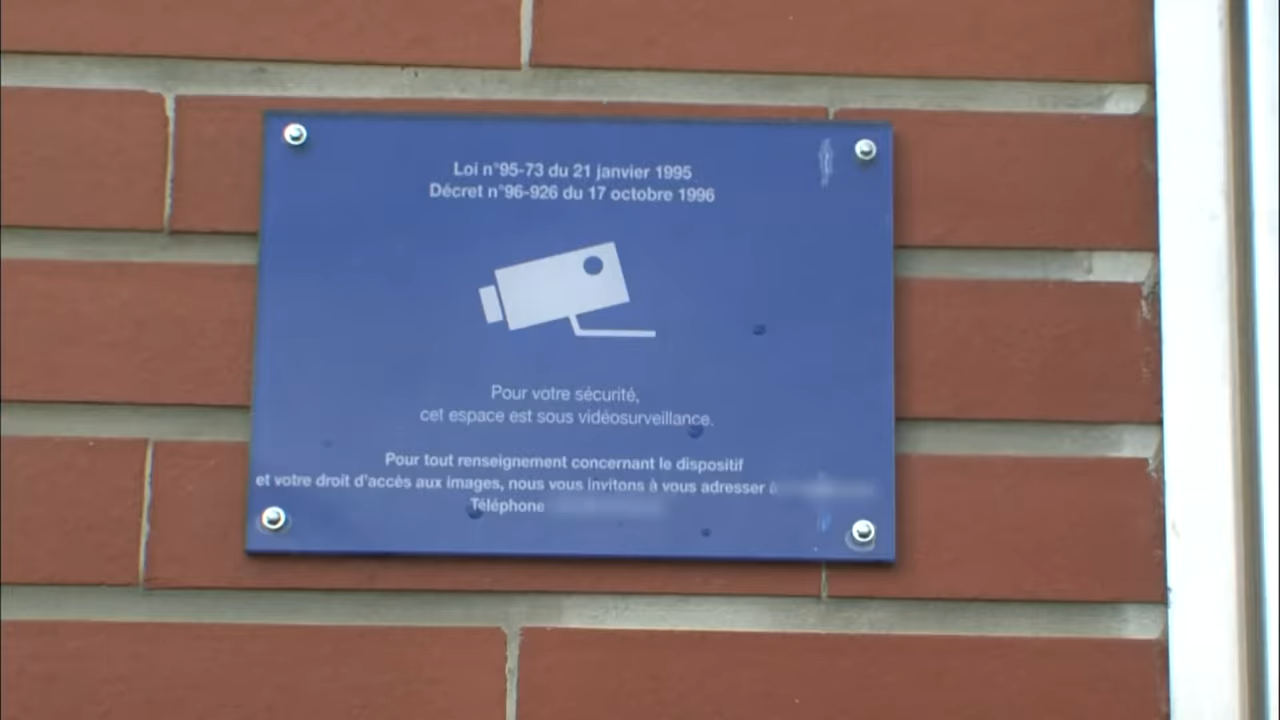 Loi n°95-73 du 21 janvier 1995
Décret n°96-926 du 17 octobre 1996
Pour votre sécurité,
cet espace est sous vidéosurveillance.
Pour tout renseignement concernant le dispositif
et votre droit d'accès aux images, nous vous invitons à vous adresser à
Téléphone